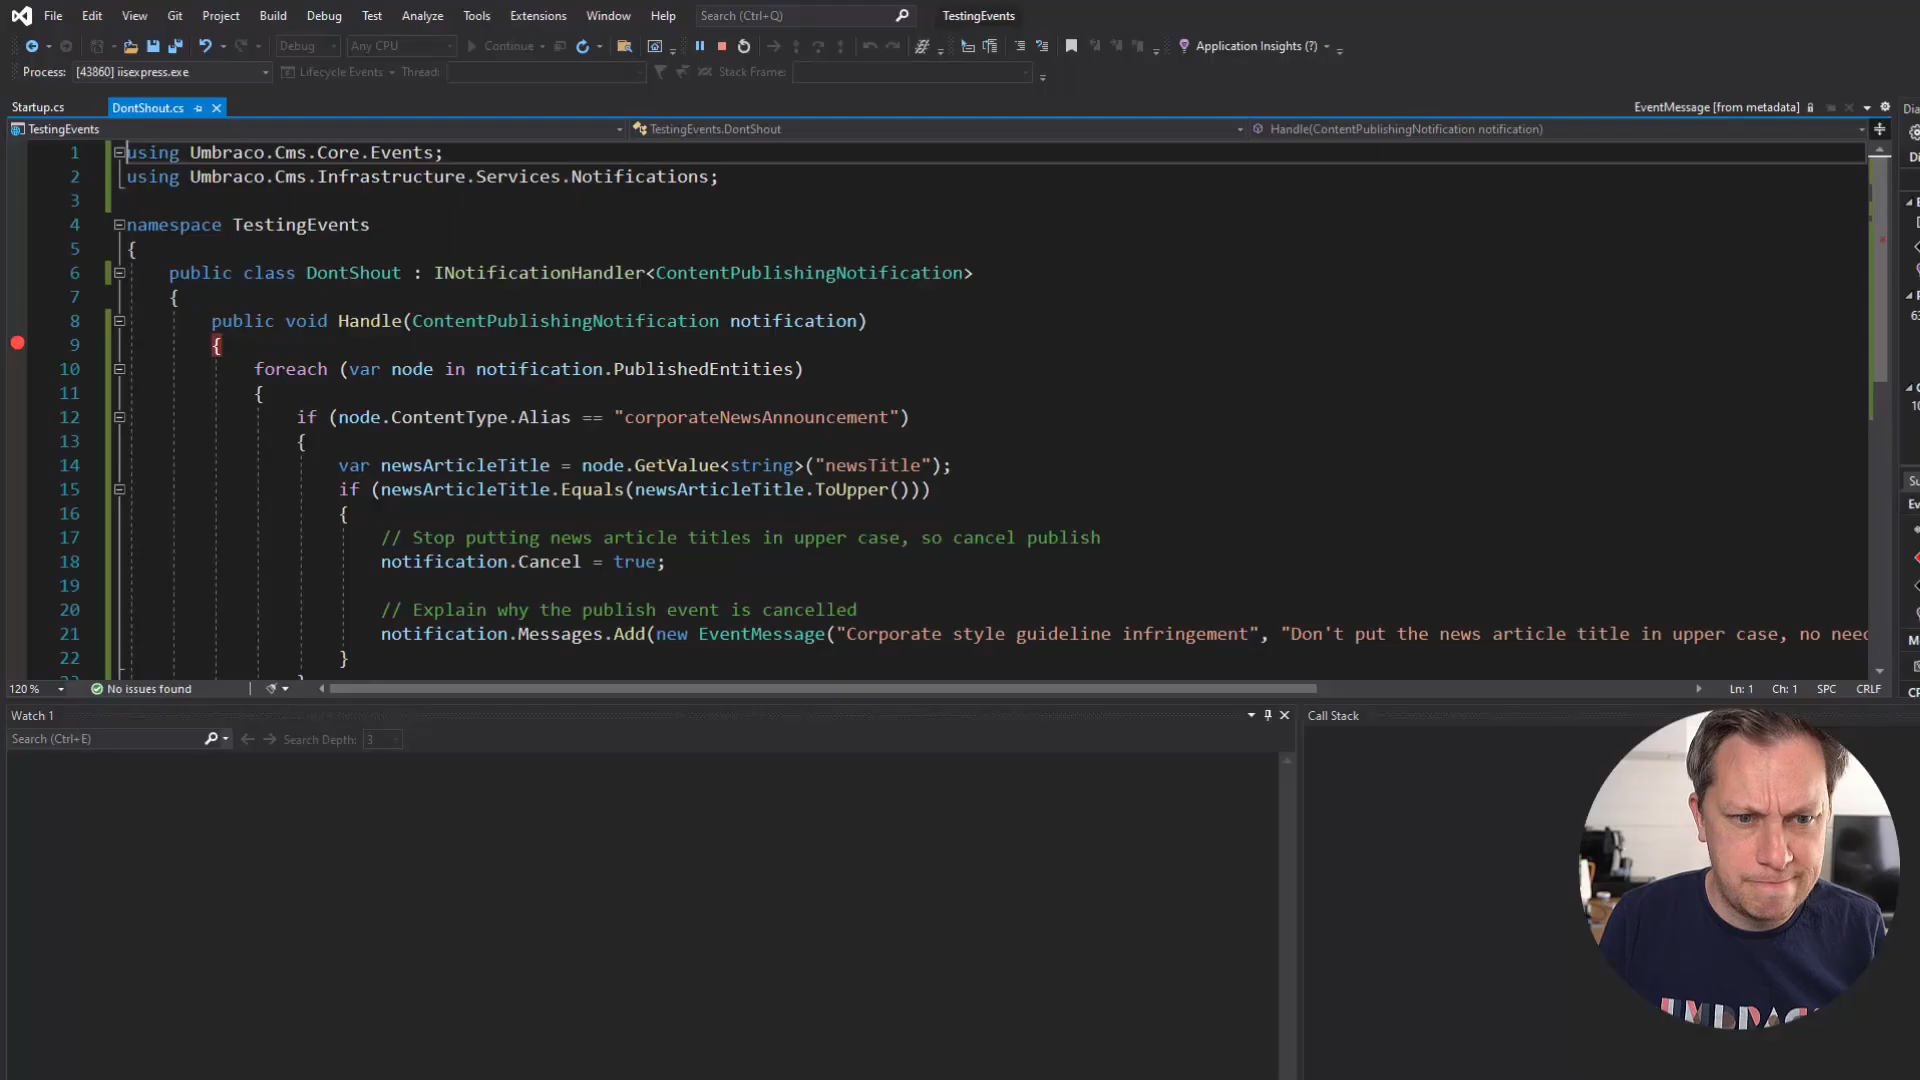 File Edit View Git Project Build Debug Test Analyze Tools Extensions Window Help Search (Ctrl+Q) TestingEvents
Debug Any CPU Continue Application Insights (?)
Process: [43860] iisexpress.exe Lifecycle Events Thread: Stack Frame:
Startup.cs DontShout.cs EventMessage [from metadata]
TestingEvents TestingEvents.DontShout Handle(ContentPublishingNotification notification)
1 using Umbraco.Cms.Core.Events;
2 using Umbraco.Cms.Infrastructure.Services.Notifications;
3
4 namespace TestingEvents
5 {
6 public class DontShout : INotificationHandler<ContentPublishingNotification>
7 {
8 public void Handle(ContentPublishingNotification notification)
9 {
10 foreach (var node in notification.PublishedEntities)
11 {
12 if (node.ContentType.Alias == "corporateNewsAnnouncement")
13 {
14 var newsArticleTitle = node.GetValue<string>("newsTitle");
15 if (newsArticleTitle.Equals(newsArticleTitle.ToUpper()))
16 {
17 // Stop putting news article titles in upper case, so cancel publish
18 notification.Cancel = true;
19
20 // Explain why the publish event is cancelled
21 notification.Messages.Add(new EventMessage("Corporate style guideline infringement", "Don't put the news article title in upper case, no need
22 }
120 % No issues found Ln: 1 Ch: 1 SPC CRLF
Watch 1 Call Stack
Search (Ctrl+E) Search Depth: 3